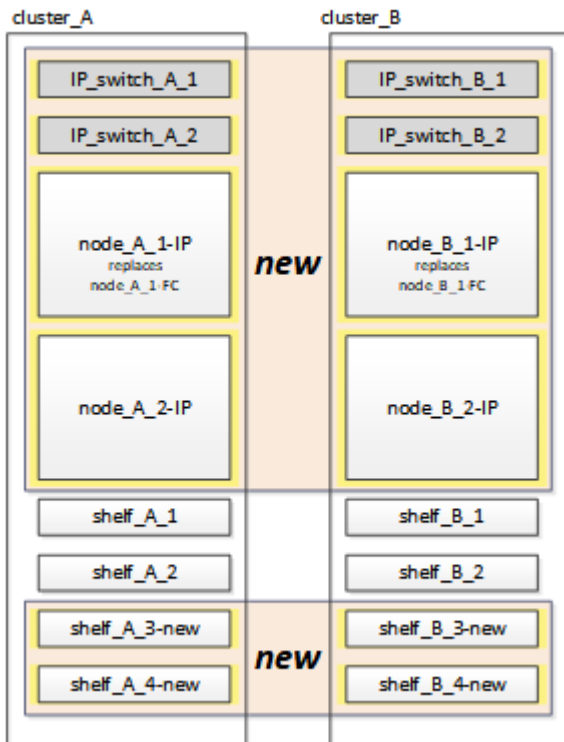 cluster_A
cluster_B
IP_switch_A_1
IP_switch_B_1
IP_switch_A_2
IP_switch_B_2
node_A_1-IP
replaces
node_A_1-FC
new
node_B_1-IP
replaces
node_B_1-FC
node_A_2-IP
node_B_2-IP
shelf_A_1
shelf_B_1
shelf_A_2
shelf_B_2
shelf_A_3-new
shelf_B_3-new
new
shelf_A_4-new
shelf_B_4-new